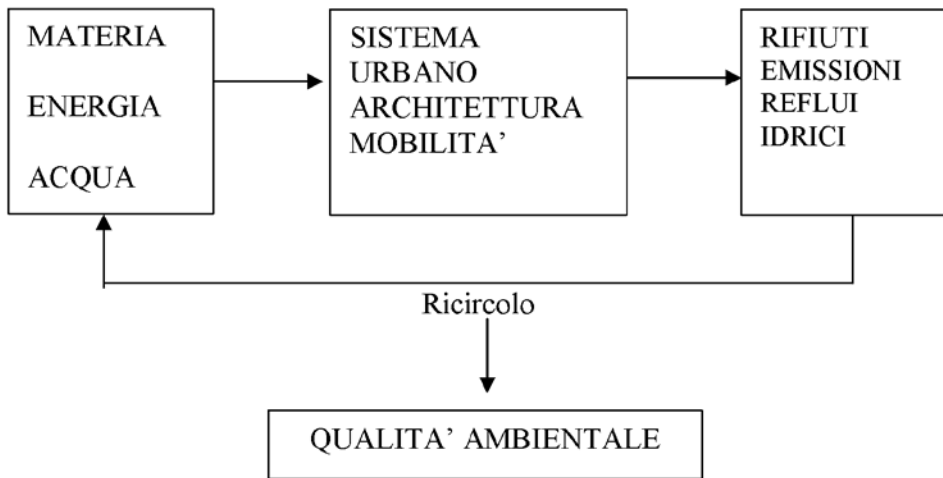 MATERIA
ENERGIA
ACQUA
SISTEMA
URBANO
ARCHITETTURA
MOBILITA’
RIFIUTI
EMISSIONI
REFLUI
IDRICI
Ricircolo
QUALITA’ AMBIENTALE